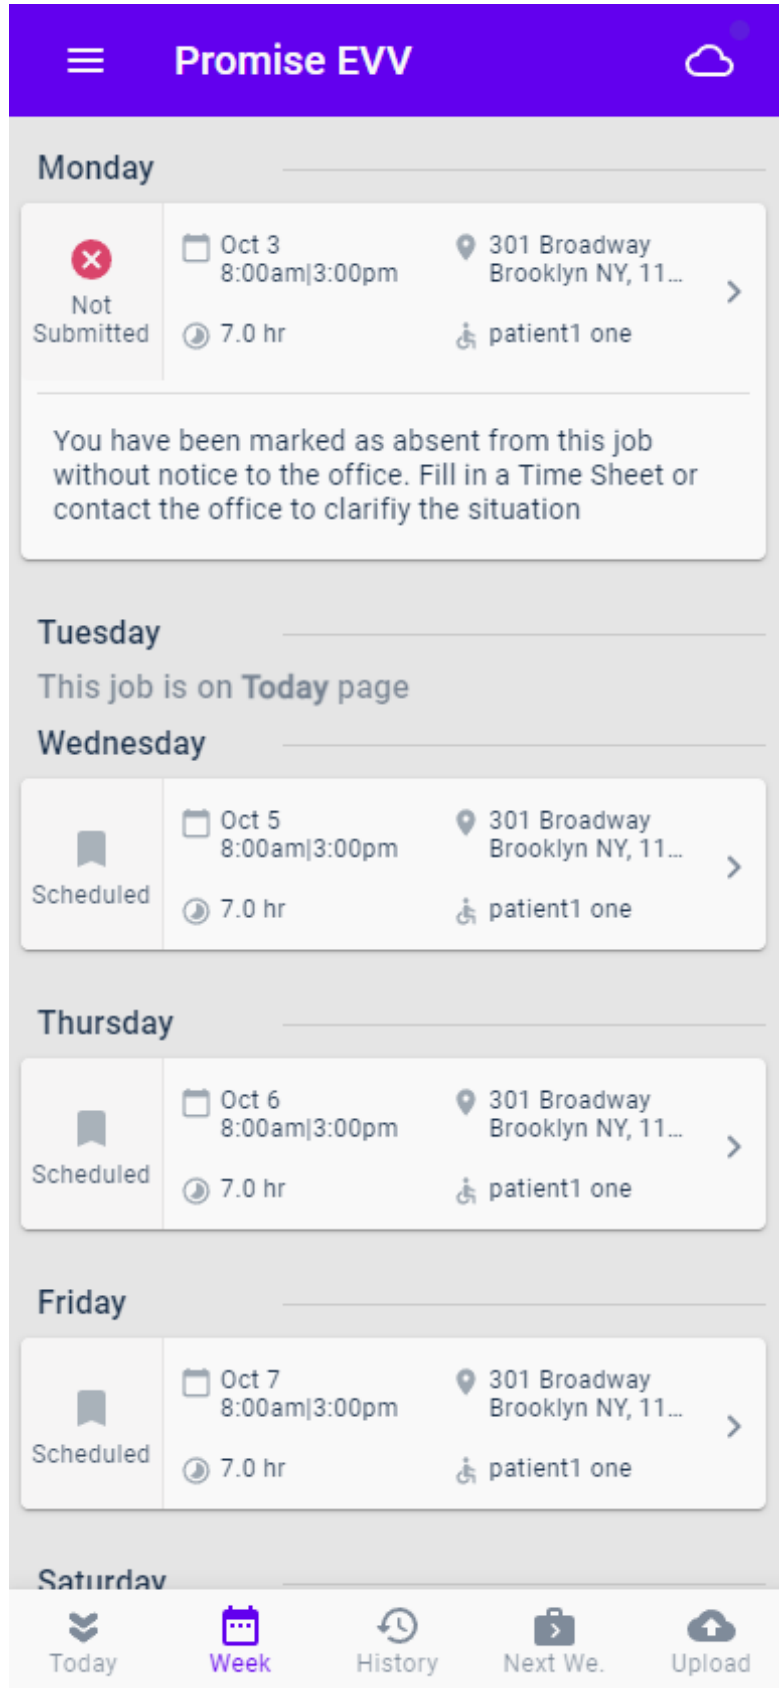 Promise EVV
Monday
Not
Submitted
Oct 3
8:00am|3:00pm
301 Broadway
Brooklyn NY, 11...
7.0 hr
patient1 one
You have been marked as absent from this job
without notice to the office. Fill in a Time Sheet or
contact the office to clarifiy the situation
Tuesday
This job is on Today page
Wednesday
Scheduled
Oct 5
8:00am|3:00pm
301 Broadway
Brooklyn NY, 11...
7.0 hr
patient1 one
Thursday
Scheduled
Oct 6
8:00am|3:00pm
301 Broadway
Brooklyn NY, 11...
7.0 hr
patient1 one
Friday
Scheduled
Oct 7
8:00am|3:00pm
301 Broadway
Brooklyn NY, 11...
7.0 hr
patient1 one
Saturday
Today
Week
History
Next We.
Upload